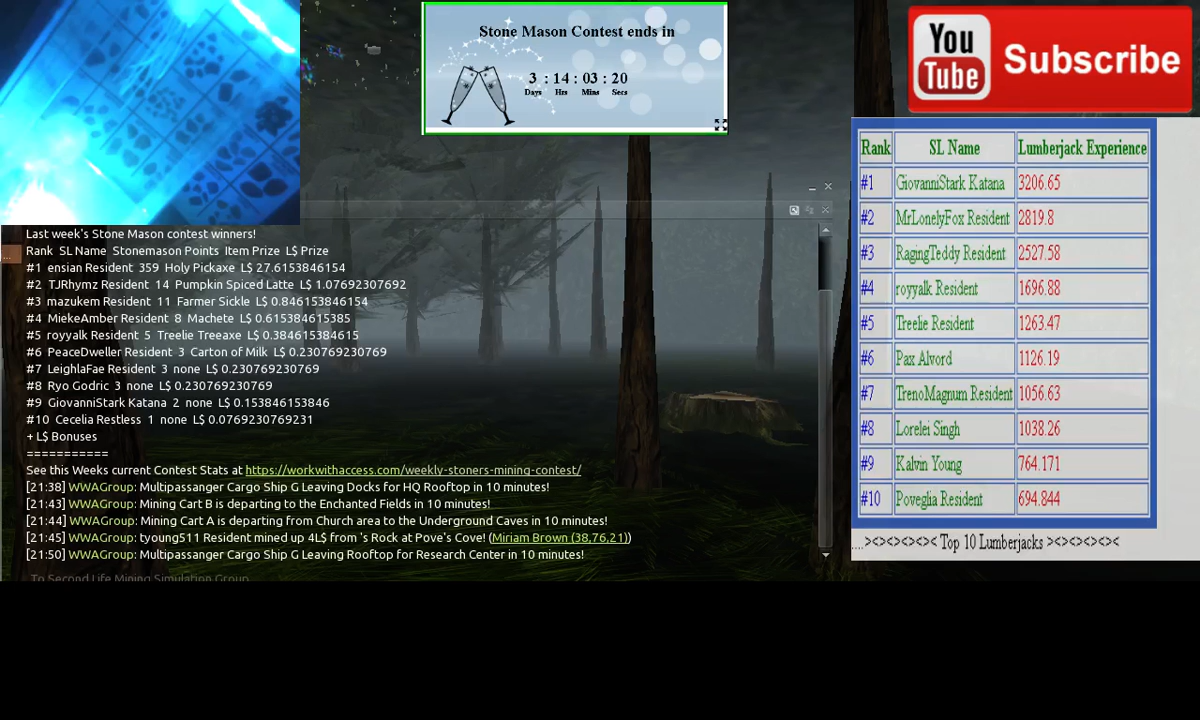 Stone Mason Contest ends in
3 : 14 : 03 : 20
Days Hrs Mins Secs
You
Tube
Subscribe
Last week's Stone Mason contest winners!
Rank SL Name Stonemason Points Item Prize L$ Prize
#1 ensian Resident 359 Holy Pickaxe L$ 27.6153846154
#2 TJRhymz Resident 14 Pumpkin Spiced Latte L$ 1.07692307692
#3 mazukem Resident 11 Farmer Sickle L$ 0.846153846154
#4 MiekeAmber Resident 8 Machete L$ 0.615384615385
#5 royyalk Resident 5 Treelie Treeaxe L$ 0.384615384615
#6 PeaceDweller Resident 3 Carton of Milk L$ 0.230769230769
#7 LeighlaFae Resident 3 none L$ 0.230769230769
#8 Ryo Godric 3 none L$ 0.230769230769
#9 GiovanniStark Katana 2 none L$ 0.153846153846
#10 Cecelia Restless 1 none L$ 0.0769230769231
+ L$ Bonuses
===========
See this Weeks current Contest Stats at https://workwithaccess.com/weekly-stoners-mining-contest/
[21:38] WWAGroup: Multipassanger Cargo Ship G Leaving Docks for HQ Rooftop in 10 minutes!
[21:43] WWAGroup: Mining Cart B is departing to the Enchanted Fields in 10 minutes!
[21:44] WWAGroup: Mining Cart A is departing from Church area to the Underground Caves in 10 minutes!
[21:45] WWAGroup: tyoung511 Resident mined up 4L$ from 's Rock at Pove's Cove! (Miriam Brown (38,76,21))
[21:50] WWAGroup: Multipassanger Cargo Ship G Leaving Rooftop for Research Center in 10 minutes!
To Second Life Mining Simulation Group
Rank SL Name Lumberjack Experience
#1 GiovanniStark Katana 3206.65
#2 MrLonelyFox Resident 2819.8
#3 RagingTeddy Resident 2527.58
#4 royyalk Resident 1696.88
#5 Treelie Resident 1263.47
#6 Pax Alvord 1126.19
#7 TrenoMagnum Resident 1056.63
#8 Lorelei Singh 1038.26
#9 Kalvin Young 764.171
#10 Poveglia Resident 694.844
....><><><><>< Top 10 Lumberjacks ><><><><><